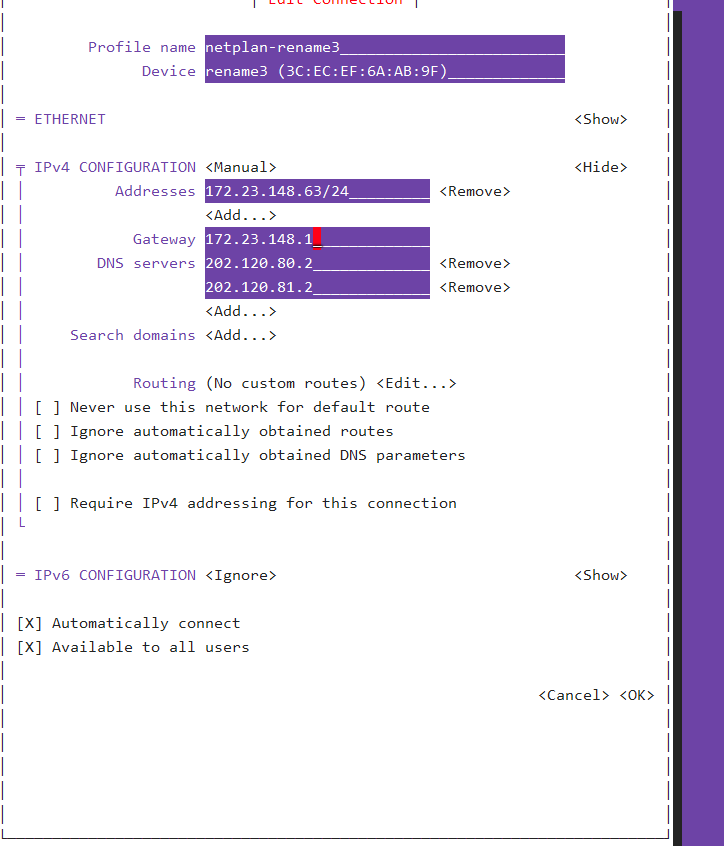 Edit Connection
Profile name netplan-rename3
Device rename3 (3C:EC:EF:6A:AB:9F)
= ETHERNET <Show>
╤ IPv4 CONFIGURATION <Manual> <Hide>
Addresses 172.23.148.63/24 <Remove>
<Add...>
Gateway 172.23.148.1
DNS servers 202.120.80.2 <Remove>
202.120.81.2 <Remove>
<Add...>
Search domains <Add...>
Routing (No custom routes) <Edit...>
[ ] Never use this network for default route
[ ] Ignore automatically obtained routes
[ ] Ignore automatically obtained DNS parameters
[ ] Require IPv4 addressing for this connection
= IPv6 CONFIGURATION <Ignore> <Show>
[X] Automatically connect
[X] Available to all users
<Cancel> <OK>